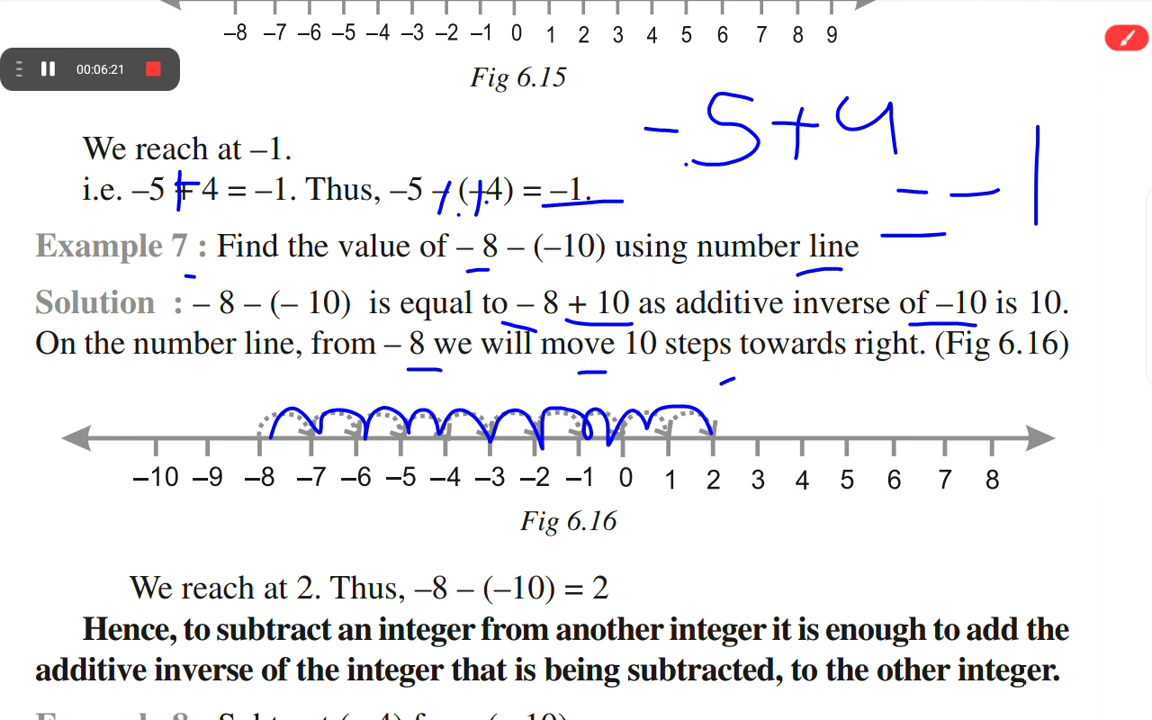 –8 –7 –6 –5 –4 –3 –2 –1 0 1 2 3 4 5 6 7 8 9
00:06:21
Fig 6.15
-5+4
= -1
We reach at –1.
i.e. –5 + 4 = –1. Thus, –5 – (–4) = –1.
Example 7 : Find the value of – 8 – (–10) using number line
Solution : – 8 – (– 10) is equal to – 8 + 10 as additive inverse of –10 is 10.
On the number line, from – 8 we will move 10 steps towards right. (Fig 6.16)
–10 –9 –8 –7 –6 –5 –4 –3 –2 –1 0 1 2 3 4 5 6 7 8
Fig 6.16
We reach at 2. Thus, –8 – (–10) = 2
Hence, to subtract an integer from another integer it is enough to add the
additive inverse of the integer that is being subtracted, to the other integer.